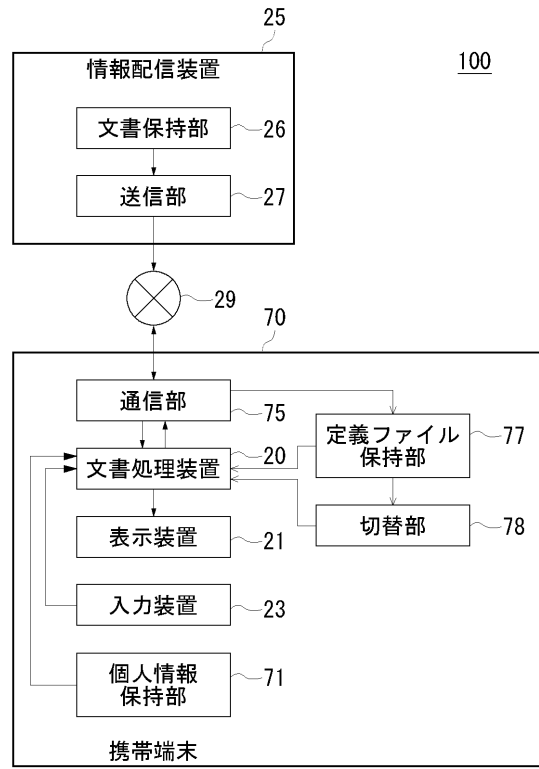 25
100
情報配信装置
文書保持部
26
送信部
27
29
70
通信部
75
文書処理装置
20
定義ファイル
保持部
77
表示装置
21
切替部
78
入力装置
23
個人情報
保持部
71
携帯端末